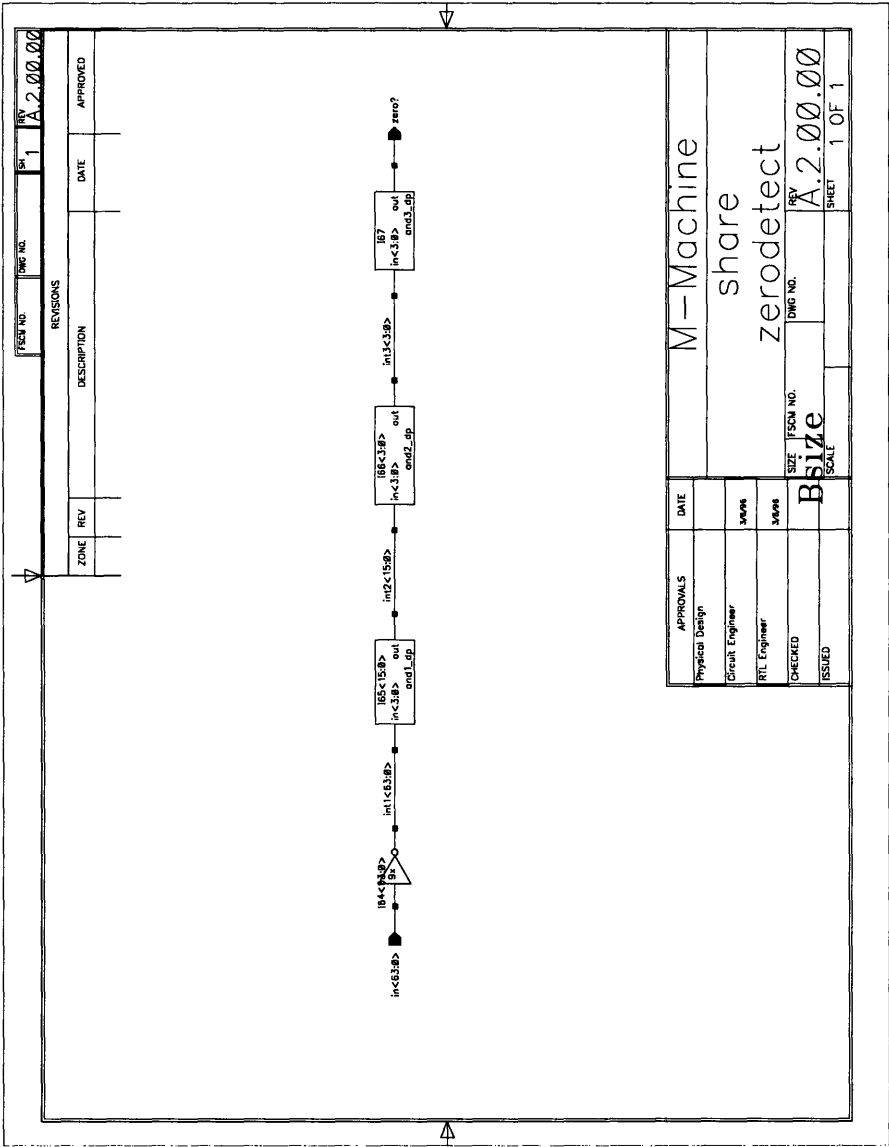 FSCM NO.
DWG NO.
SH
1
REV
A.2.00.00
REVISIONS
ZONE
REV
DESCRIPTION
DATE
APPROVED
in<63:0>
9x
int1<63:0>
I65<15:0>
in<3:0> out
and1_dp
int2<15:0>
I66<3:0>
in<3:0> out
and2_dp
int3<3:0>
I67
in<3:0> out
and3_dp
zero?
APPROVALS
DATE
Physical Design
Circuit Engineer
RTL Engineer
CHECKED
ISSUED
M-Machine
share
zerodetect
SIZE
Bsize
FSCM NO.
DWG NO.
REV
A.2.00.00
SCALE
SHEET
1 OF 1